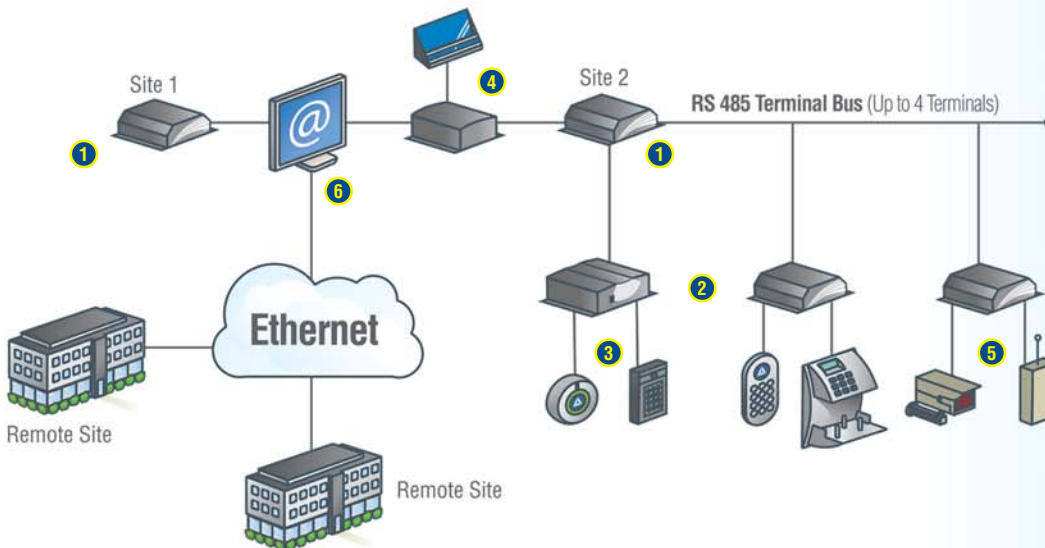 4
Site 1
Site 2
RS 485 Terminal Bus (Up to 4 Terminals)
@
1
1
6
2
Ethernet
3
5
Remote Site
Remote Site